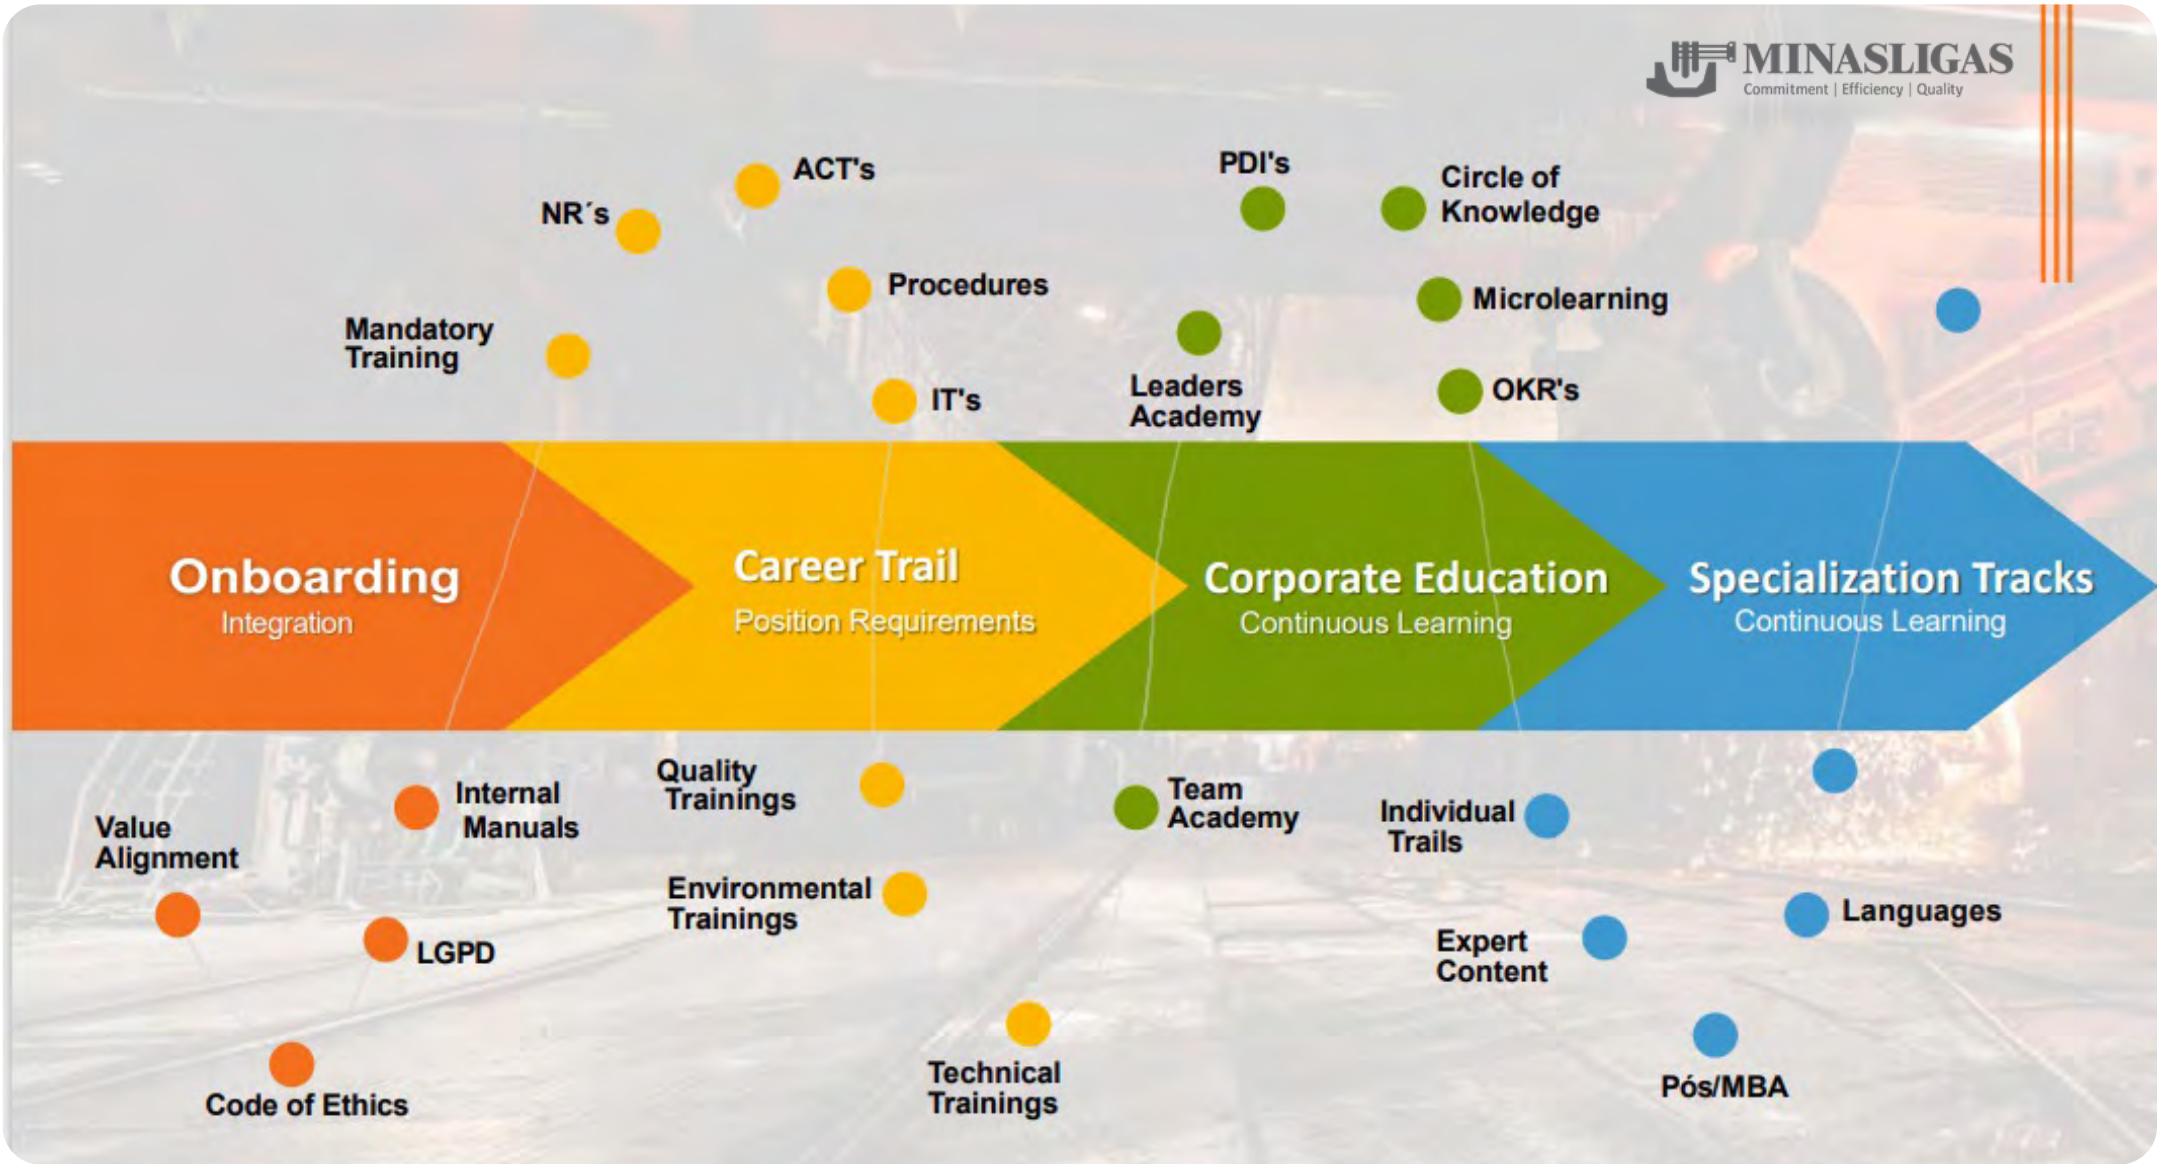 MINASLIGAS
Commitment | Efficiency | Quality
ACT's
NR´s
PDI's
Circle of
Knowledge
Procedures
Microlearning
Mandatory
Training
IT's
Leaders
Academy
OKR's
Onboarding
Integration
Career Trail
Position Requirements
Corporate Education
Continuous Learning
Specialization Tracks
Continuous Learning
Value
Alignment
Internal
Manuals
LGPD
Code of Ethics
Quality
Trainings
Environmental
Trainings
Technical
Trainings
Team
Academy
Individual
Trails
Expert
Content
Languages
Pós/MBA